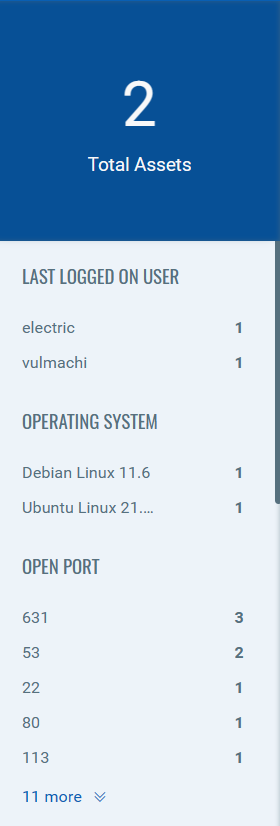 2
Total Assets
LAST LOGGED ON USER
electric 1
vulmachi 1
OPERATING SYSTEM
Debian Linux 11.6 1
Ubuntu Linux 21.... 1
OPEN PORT
631 3
53 2
22 1
80 1
113 1
11 more